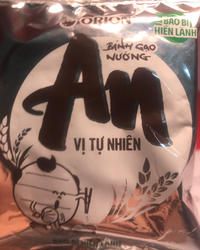 ORION
BAO BÌ
HIỀN LÀNH
BÁNH GẠO
NƯỚNG
An
VỊ TỰ NHIÊN